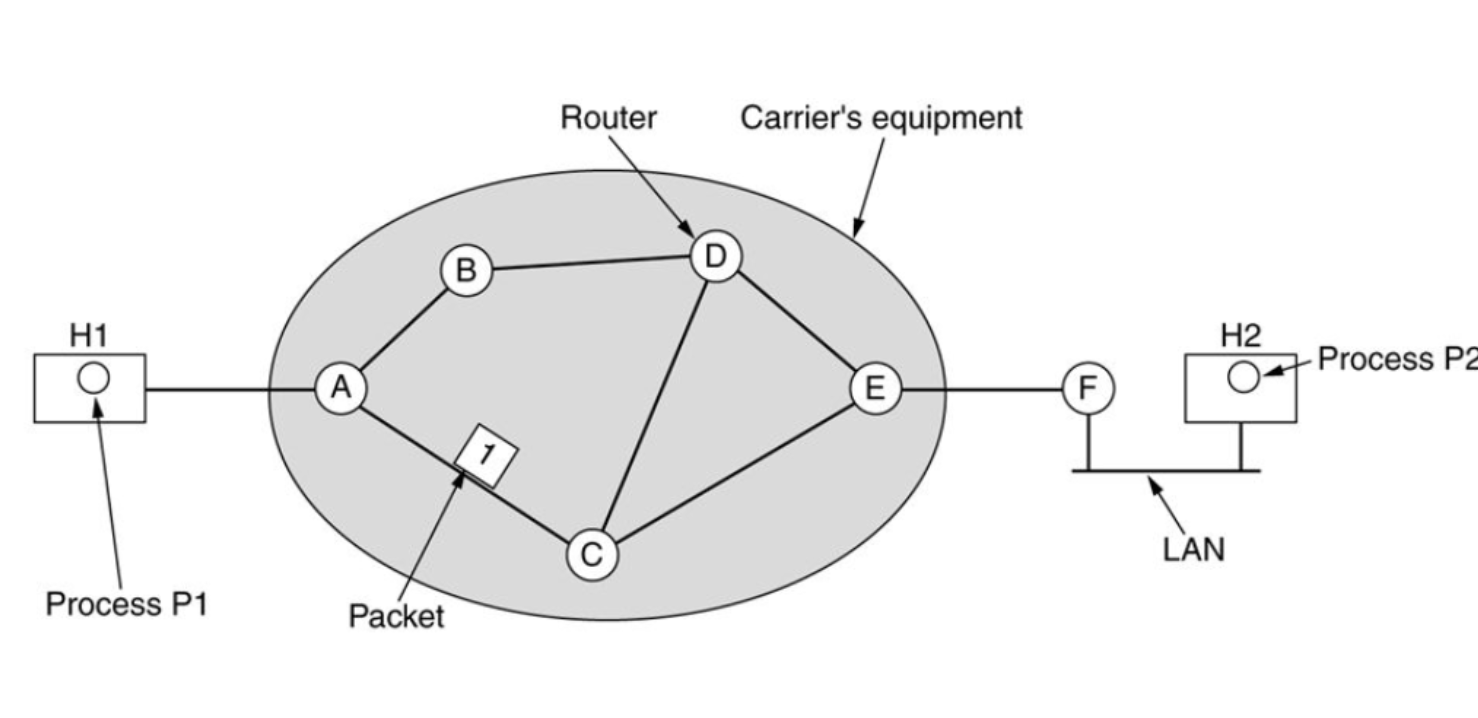 Router
Carrier's equipment
B
D
H1
H2
Process P2
A
E
F
1
C
LAN
Process P1
Packet